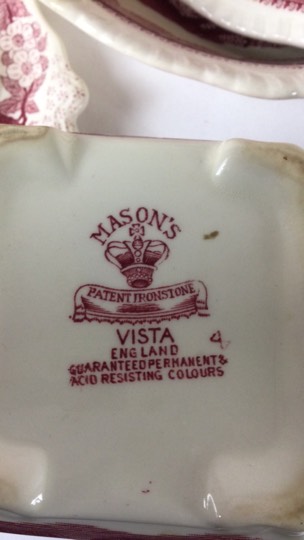 MASON'S
PATENT IRONSTONE
VISTA 4
ENGLAND
GUARANTEED PERMANENT &
ACID RESISTING COLOURS